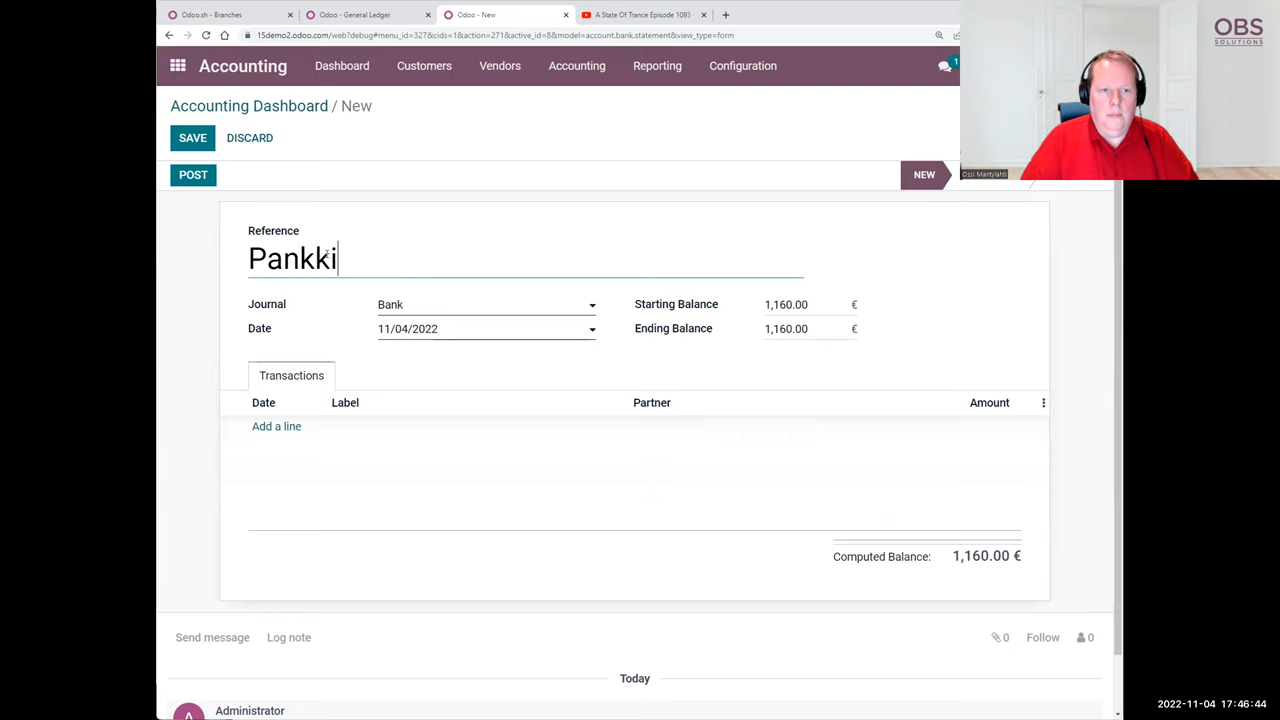 Odoo.sh - Branches
Odoo - General Ledger
Odoo - New
A State Of Trance Episode 1093
15demo2.odoo.com/web?debug#menu_id=327&cids=1&action=271&active_id=8&model=account.bank.statement&view_type=form
OBS
SOLUTIONS
Accounting Dashboard Customers Vendors Accounting Reporting Configuration
1
Accounting Dashboard / New
SAVE DISCARD
POST
NEW
Ossi Mantylahti
Reference
Pankki
Journal Bank Starting Balance 1,160.00 €
Date 11/04/2022 Ending Balance 1,160.00 €
Transactions
Date Label Partner Amount
Add a line
Computed Balance: 1,160.00 €
Send message Log note 0 Follow 0
Today
A Administrator
2022-11-04 17:46:44